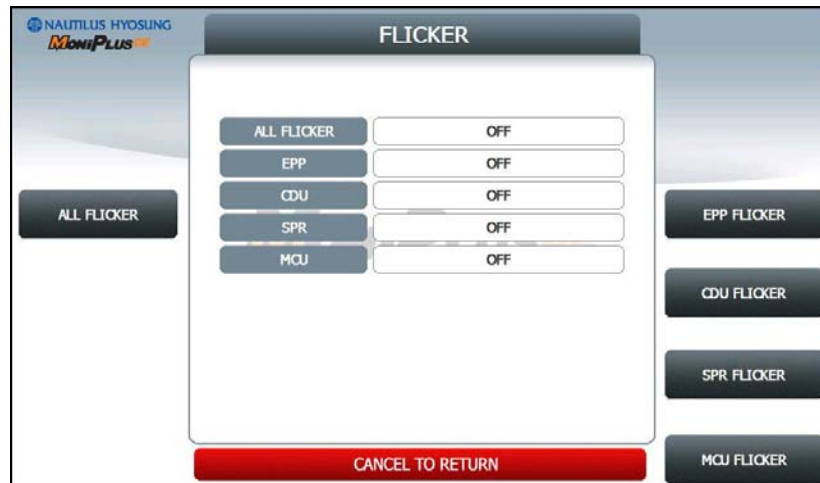 NAUTILUS HYOSUNG
MONIPLUS
FLICKER
ALL FLICKER OFF
EPP OFF
CDU OFF
SPR OFF
MCU OFF
ALL FLICKER
EPP FLICKER
CDU FLICKER
SPR FLICKER
MCU FLICKER
CANCEL TO RETURN